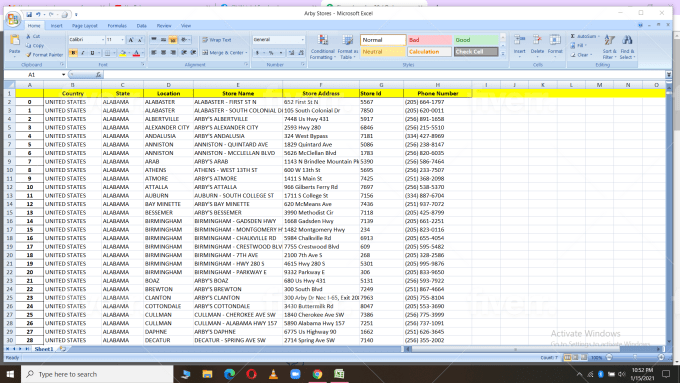 Arby Stores - Microsoft Excel
Home Insert Page Layout Formulas Data Review View
Cut
Copy
Paste
Format Painter
Clipboard
Calibri 11
Font
Wrap Text
Merge & Center
Alignment
General
Number
Conditional Formatting
Format as Table
Normal Bad Good
Neutral Calculation Check Cell
Styles
Insert Delete Format
Cells
AutoSum
Fill
Clear
Sort & Filter
Find & Select
Editing
A1
A B C D E F G H I J K L M N O
1 Country State Location Store Name Store Address Store Id Phone Number
2 0 UNITED STATES ALABAMA ALABASTER ALABASTER - FIRST ST N 652 First St N 5567 (205) 664-1797
3 1 UNITED STATES ALABAMA ALABASTER ALABASTER - SOUTH COLONIAL DI 105 South Colonial Dr 7850 (205) 620-0011
4 2 UNITED STATES ALABAMA ALBERTVILLE ARBY'S ALBERTVILLE 7448 Us Hwy 431 5917 (256) 891-1658
5 3 UNITED STATES ALABAMA ALEXANDER CITY ARBY'S ALEXANDER CITY 2593 Hwy 280 6846 (256) 215-5510
6 4 UNITED STATES ALABAMA ANDALUSIA ARBY'S ANDALUSIA 324 West Bypass 7181 (334) 427-8969
7 5 UNITED STATES ALABAMA ANNISTON ANNISTON - QUINTARD AVE 1829 Quintard Ave 5086 (256) 238-8147
8 6 UNITED STATES ALABAMA ANNISTON ANNISTON - MCCLELLAN BLVD 5626 McClellan Blvd 1783 (256) 820-6035
9 7 UNITED STATES ALABAMA ARAB ARBY'S ARAB 1143 N Brindlee Mountain Pk 5390 (256) 586-7464
10 8 UNITED STATES ALABAMA ATHENS ATHENS - WEST 13TH ST 600 W 13th St 5695 (256) 233-7507
11 9 UNITED STATES ALABAMA ATMORE ARBY'S ATMORE 1411 S Main St 7425 (251) 368-2098
12 10 UNITED STATES ALABAMA ATTALLA ARBY'S ATTALLA 966 Gilberts Ferry Rd 7697 (256) 538-5370
13 11 UNITED STATES ALABAMA AUBURN AUBURN - SOUTH COLLEGE ST 1711 S College St 7156 (334) 887-6704
14 12 UNITED STATES ALABAMA BAY MINETTE ARBY'S BAY MINETTE 620 McMeans Ave 7436 (251) 937-7072
15 13 UNITED STATES ALABAMA BESSEMER ARBY'S BESSEMER 3990 Methodist Cir 7118 (205) 425-8799
16 14 UNITED STATES ALABAMA BIRMINGHAM BIRMINGHAM - GADSDEN HWY 1668 Gadsden Hwy 7139 (205) 661-2251
17 15 UNITED STATES ALABAMA BIRMINGHAM BIRMINGHAM - MONTGOMERY H 1482 Montgomery Hwy 234 (205) 823-0116
18 16 UNITED STATES ALABAMA BIRMINGHAM BIRMINGHAM - CHALKVILLE RD 5984 Chalkville Rd 6913 (205) 655-4054
19 17 UNITED STATES ALABAMA BIRMINGHAM BIRMINGHAM - CRESTWOOD BLV 7755 Crestwood Blvd 609 (205) 595-5482
20 18 UNITED STATES ALABAMA BIRMINGHAM BIRMINGHAM - 7TH AVE 2100 7th Ave S 268 (205) 328-2586
21 19 UNITED STATES ALABAMA BIRMINGHAM BIRMINGHAM - HWY 280 S 4615 Hwy 280 S 5301 (205) 995-9876
22 20 UNITED STATES ALABAMA BIRMINGHAM BIRMINGHAM - PARKWAY E 9332 Parkway E 306 (205) 833-9650
23 21 UNITED STATES ALABAMA BOAZ ARBY'S BOAZ 680 Us Hwy 431 5131 (256) 593-7922
24 22 UNITED STATES ALABAMA BREWTON ARBY'S BREWTON 300 South Blvd 7249 (251) 867-4664
25 23 UNITED STATES ALABAMA CLANTON ARBY'S CLANTON 300 Arby Dr Nec I-65, Exit 20 7963 (205) 755-8104
26 24 UNITED STATES ALABAMA COTTONDALE ARBY'S COTTONDALE 3430 Buttermilk Rd 8047 (205) 553-3690
27 25 UNITED STATES ALABAMA CULLMAN CULLMAN - CHEROKEE AVE SW 1840 Cherokee Ave SW 7386 (256) 775-3999
28 26 UNITED STATES ALABAMA CULLMAN CULLMAN - ALABAMA HWY 157 5890 Alabama Hwy 157 7251 (256) 737-1091
29 27 UNITED STATES ALABAMA DAPHNE ARBY'S DAPHNE 6775 Us Highway 90 1662 (251) 626-3645
30 28 UNITED STATES ALABAMA DECATUR DECATUR - SPRING AVE SW 2714 Spring Ave SW 7140 (256) 355-2002
Activate Windows
Go to Settings to activate Windows.
Sheet1
Ready Count: 7 100%
Type here to search
10:52 PM
1/15/2021